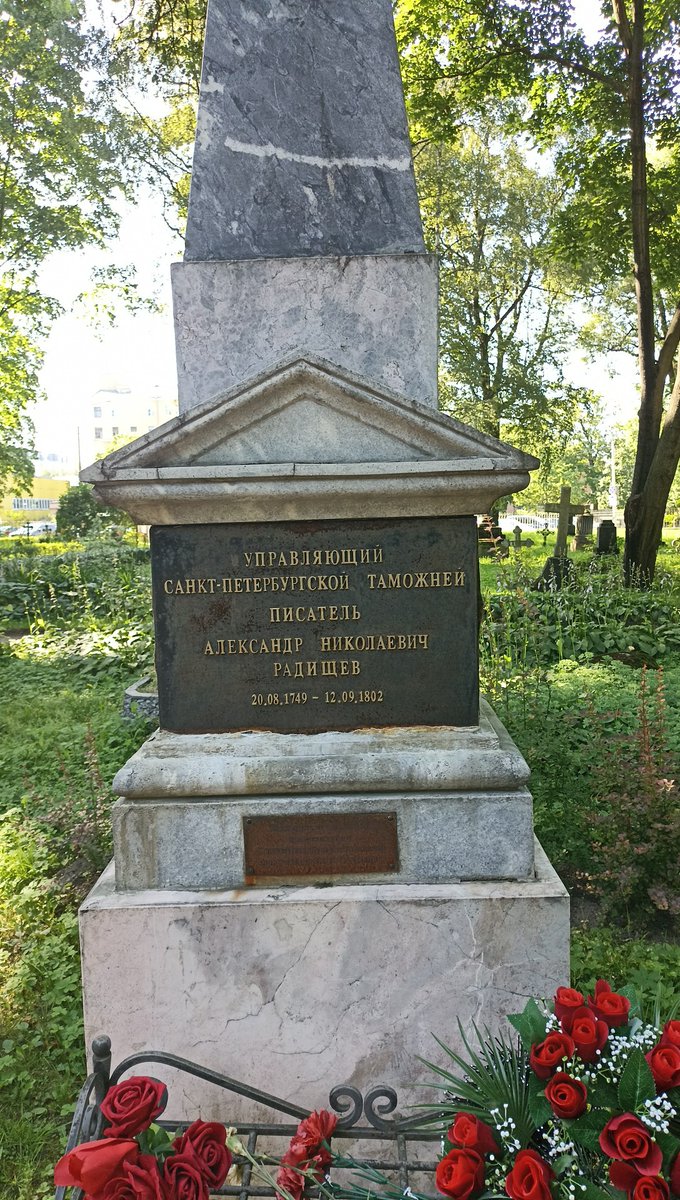 УПРАВЛЯЮЩИЙ
САНКТ-ПЕТЕРБУРГСКОЙ ТАМОЖНЕЙ
ПИСАТЕЛЬ
АЛЕКСАНДР НИКОЛАЕВИЧ
РАДИЩЕВ
20.08.1749 - 12.09.1802